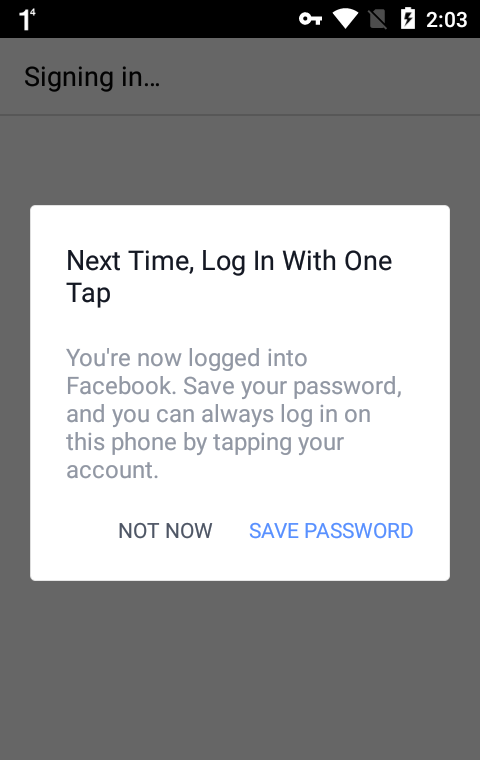 1⁴ 2:03
Signing in…
Next Time, Log In With One
Tap
You're now logged into
Facebook. Save your password,
and you can always log in on
this phone by tapping your
account.
NOT NOW SAVE PASSWORD